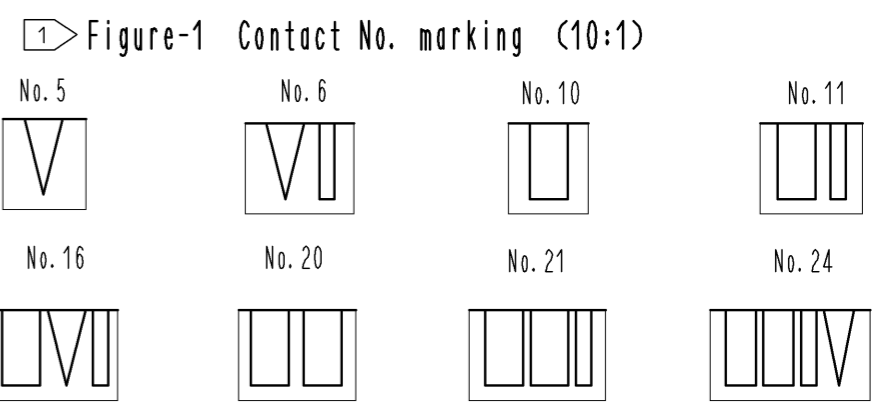 1 Figure-1 Contact No. marking (10:1)
No. 5 No. 6 No. 10 No. 11
No. 16 No. 20 No. 21 No. 24